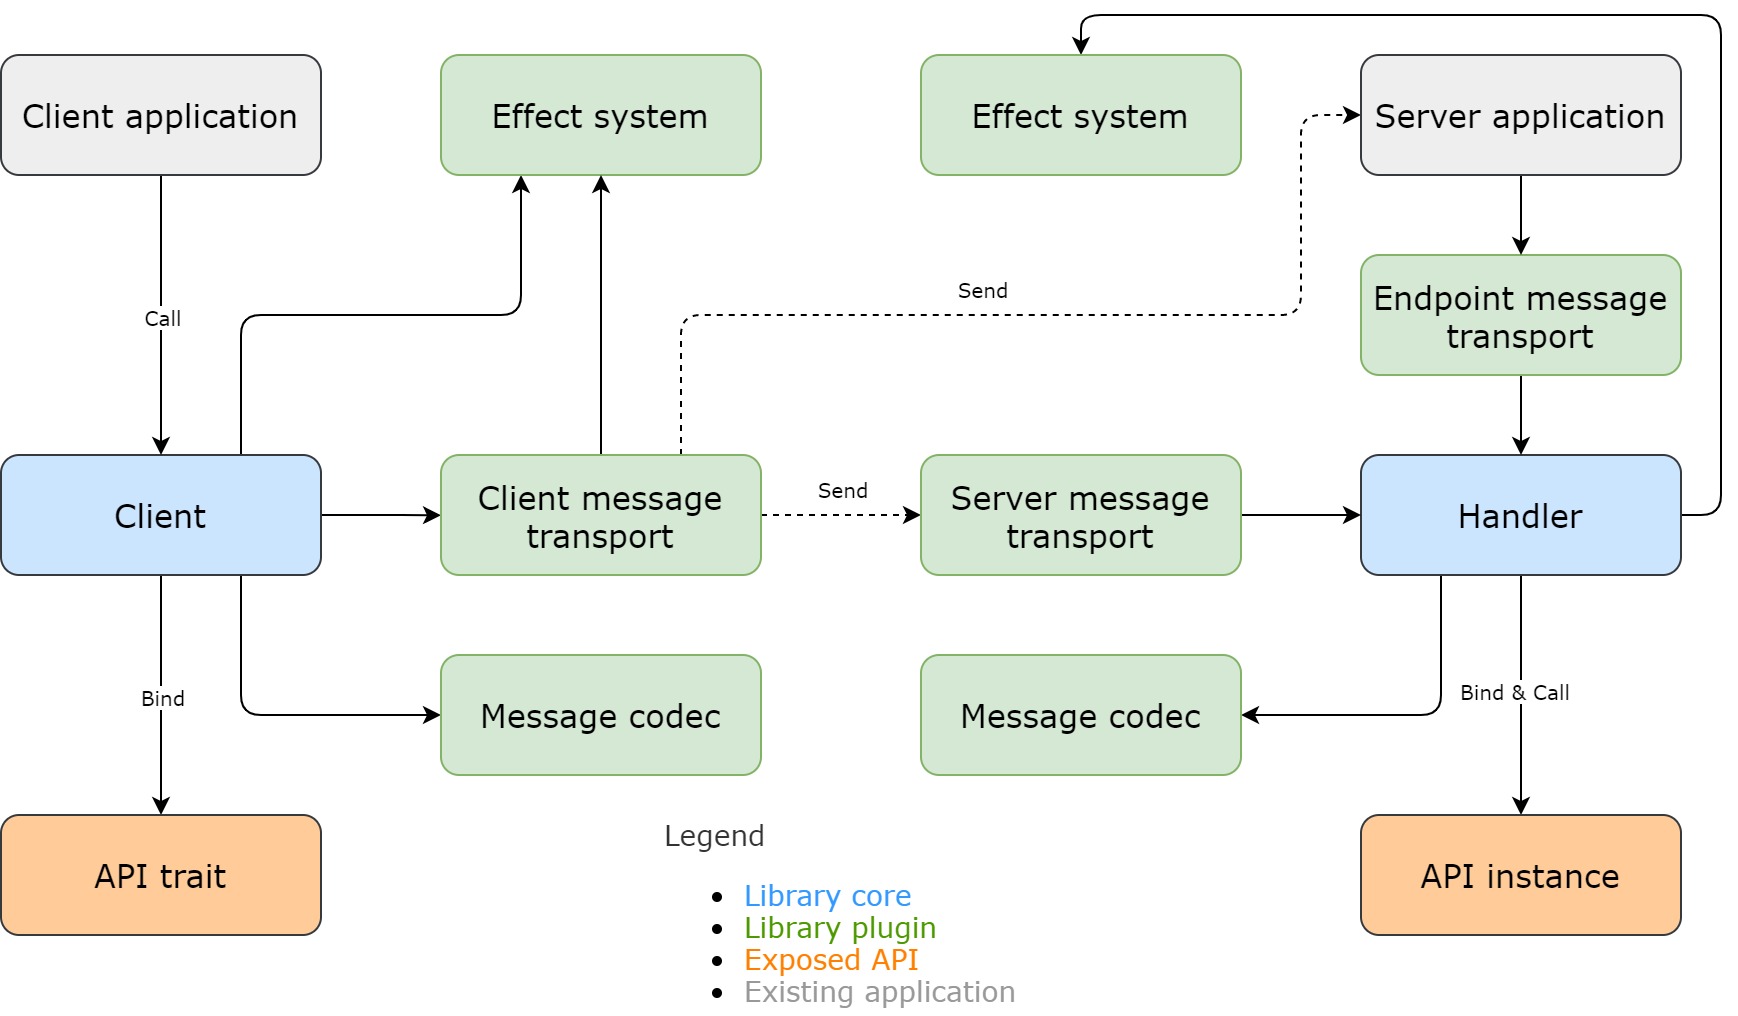 Client application
Effect system
Effect system
Server application
Send
Endpoint message
transport
Call
Send
Client
Client message
transport
Server message
transport
Handler
Bind
Message codec
Message codec
Bind & Call
API trait
API instance
Legend
Library core
Library plugin
Exposed API
Existing application